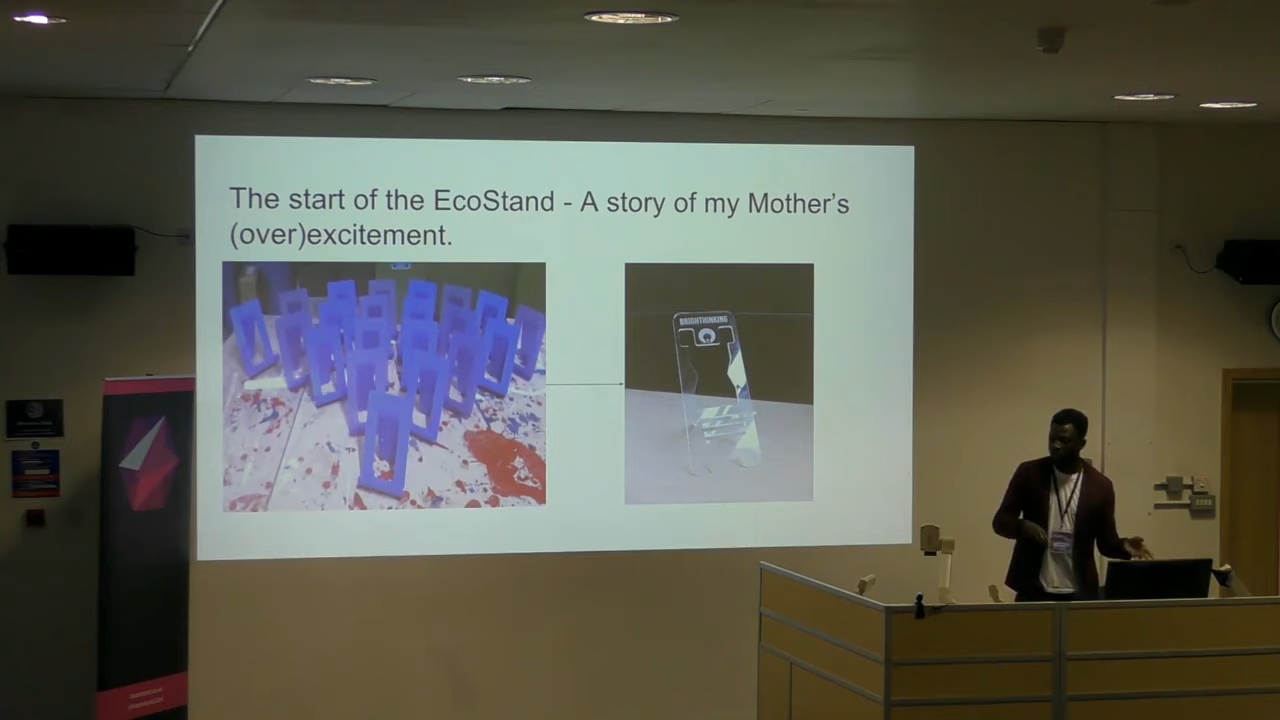 The start of the EcoStand - A story of my Mother's
(over)excitement.
BRIGHTHINKING